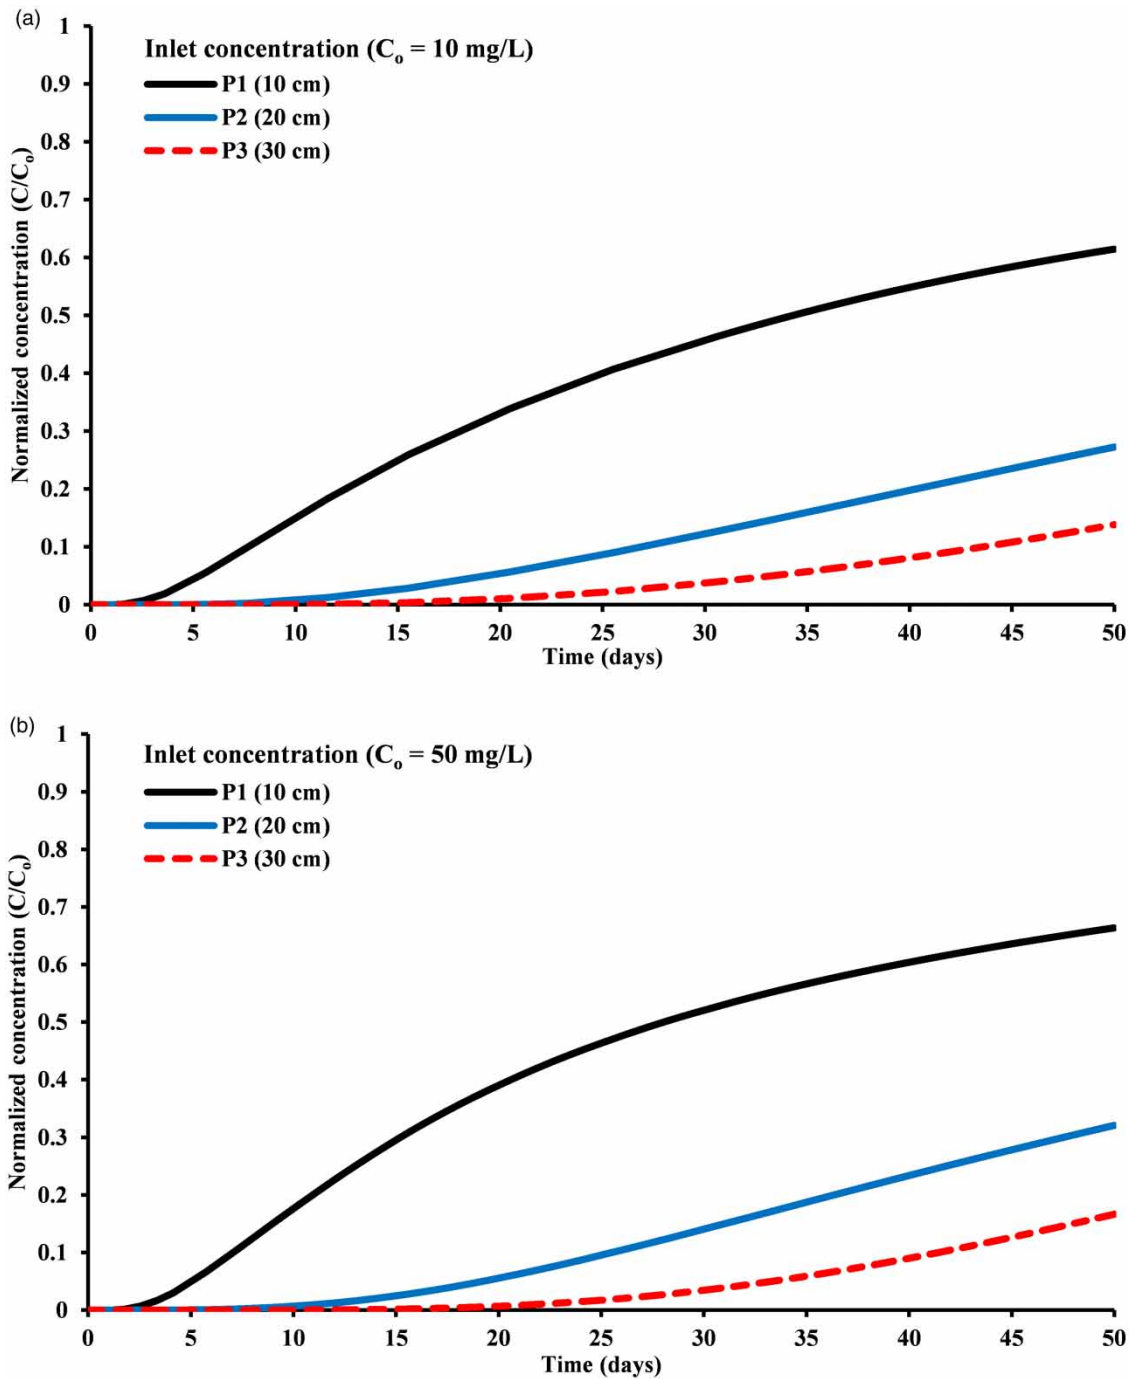 (a)
Inlet concentration (Cₒ = 10 mg/L)
P1 (10 cm)
P2 (20 cm)
P3 (30 cm)
Normalized concentration (C/Cₒ)
1
0.9
0.8
0.7
0.6
0.5
0.4
0.3
0.2
0.1
0
0 5 10 15 20 25 30 35 40 45 50
Time (days)
(b)
Inlet concentration (Cₒ = 50 mg/L)
P1 (10 cm)
P2 (20 cm)
P3 (30 cm)
Normalized concentration (C/Cₒ)
1
0.9
0.8
0.7
0.6
0.5
0.4
0.3
0.2
0.1
0
0 5 10 15 20 25 30 35 40 45 50
Time (days)